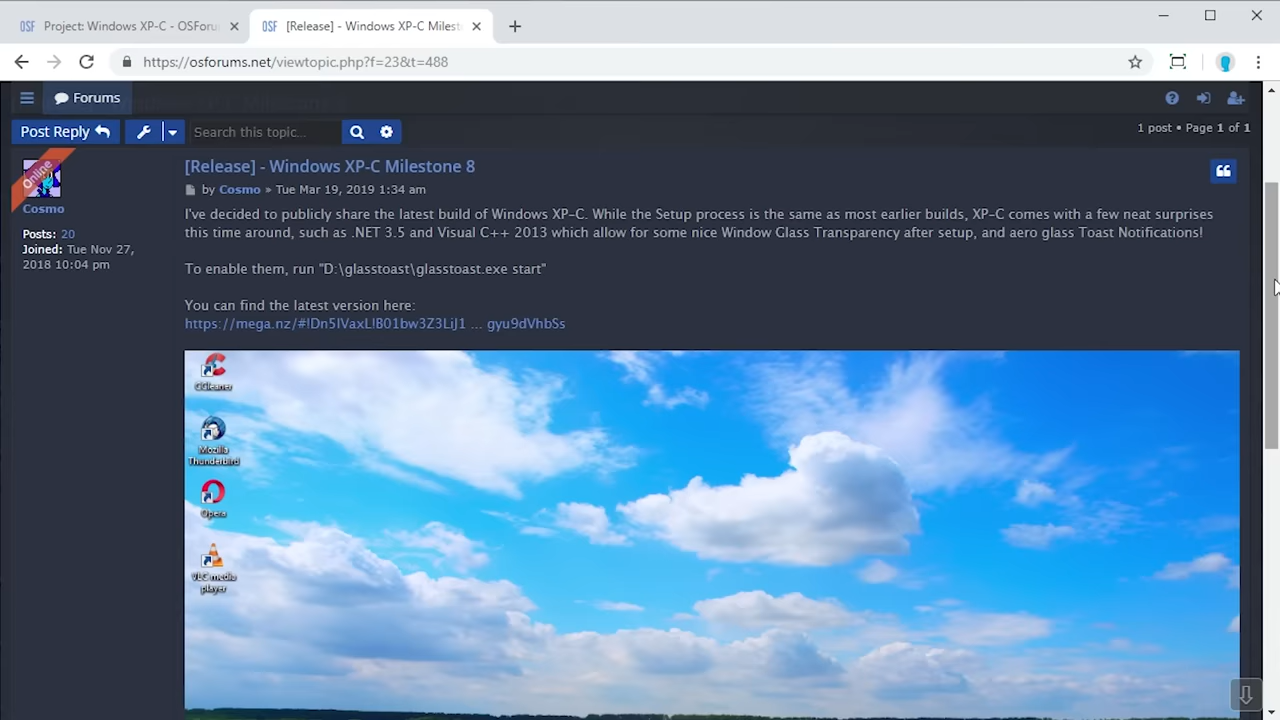 OSF Project: Windows XP-C - OSForu
OSF [Release] - Windows XP-C Milest
https://osforums.net/viewtopic.php?f=23&t=488
Forums
Post Reply
Search this topic…
1 post • Page 1 of 1
Online
Cosmo
Posts: 20
Joined: Tue Nov 27,
2018 10:04 pm
[Release] - Windows XP-C Milestone 8
by Cosmo » Tue Mar 19, 2019 1:34 am
I've decided to publicly share the latest build of Windows XP-C. While the Setup process is the same as most earlier builds, XP-C comes with a few neat surprises
this time around, such as .NET 3.5 and Visual C++ 2013 which allow for some nice Window Glass Transparency after setup, and aero glass Toast Notifications!
To enable them, run "D:\glasstoast\glasstoast.exe start"
You can find the latest version here:
https://mega.nz/#!Dn5IVaxL!B01bw3Z3LiJ1 ... gyu9dVhbSs
CCleaner
Mozilla
Thunderbird
Opera
VLC media
player